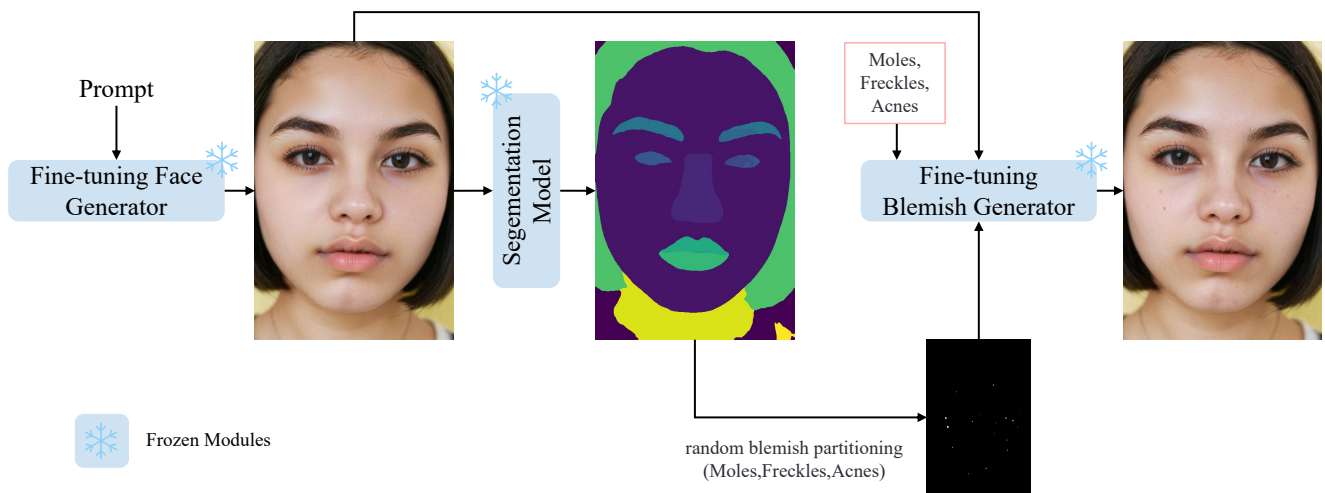 Prompt
Fine-tuning Face
Generator
Segementation
Model
Moles,
Freckles,
Acnes
Fine-tuning
Blemish Generator
random blemish partitioning
(Moles,Freckles,Acnes)
Frozen Modules